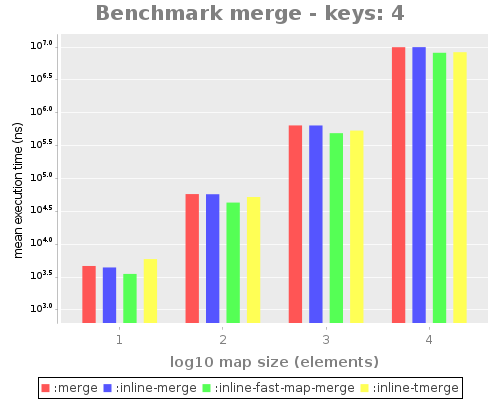 Benchmark merge - keys: 4
mean execution time (ns)
10^7.0
10^6.5
10^6.0
10^5.5
10^5.0
10^4.5
10^4.0
10^3.5
10^3.0
1 2 3 4
log10 map size (elements)
:merge :inline-merge :inline-fast-map-merge :inline-tmerge